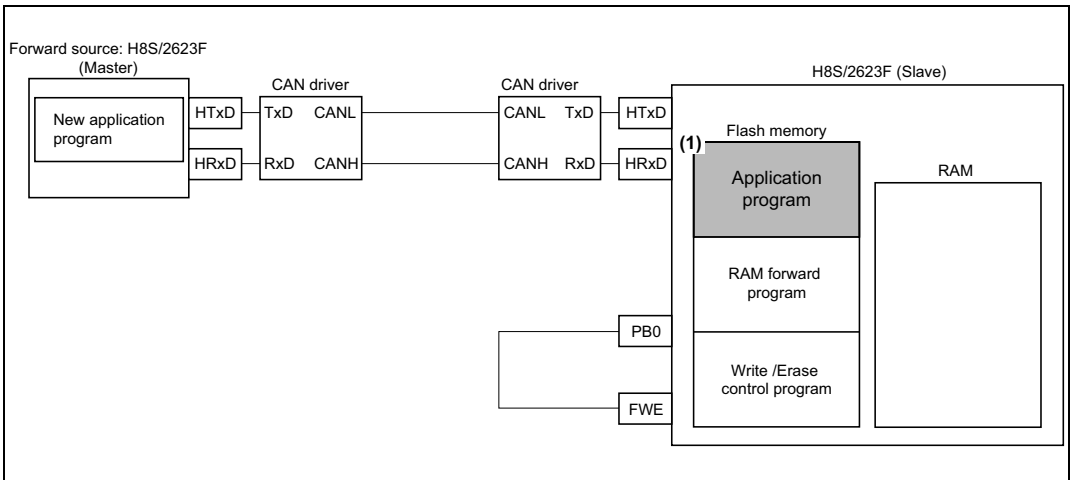 Forward source: H8S/2623F
(Master)
New application
program
HTxD
HRxD
CAN driver
TxD CANL
RxD CANH
CAN driver
CANL TxD
CANH RxD
HTxD
HRxD
H8S/2623F (Slave)
(1)
Flash memory
Application
program
RAM forward
program
Write /Erase
control program
RAM
PB0
FWE